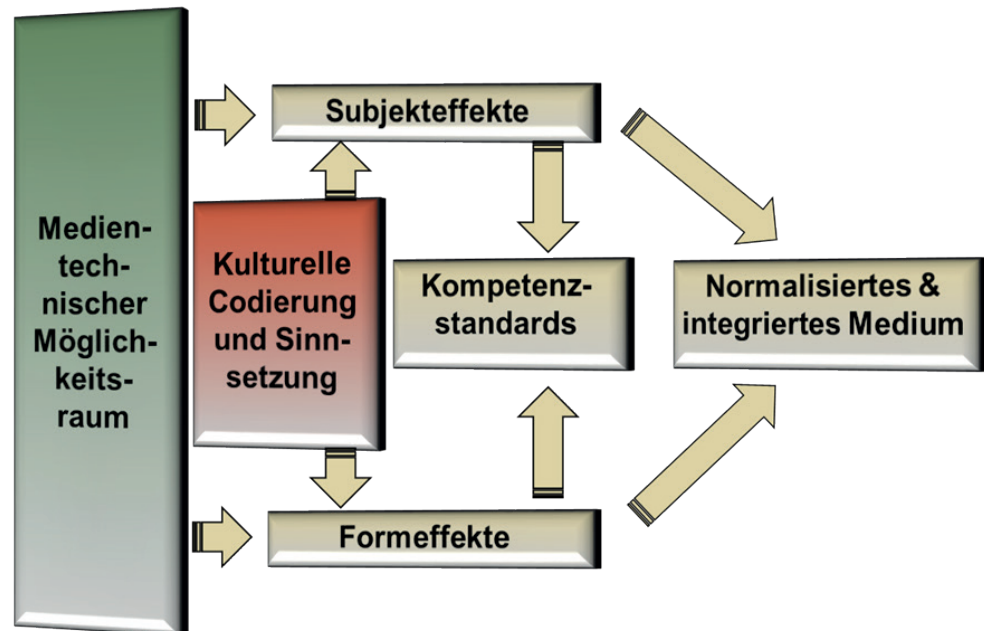 Medien-
tech-
nischer
Möglich-
keits-
raum
Subjekteffekte
Kulturelle
Codierung
und Sinn-
setzung
Kompetenz-
standards
Normalisiertes &
integriertes Medium
Formeffekte